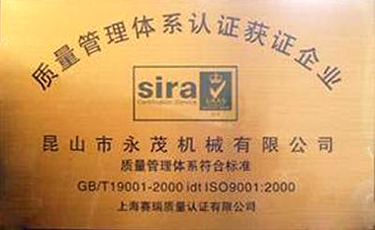 质量管理体系认证获证企业
sira
Certification Service
昆山市永茂机械有限公司
质量管理体系符合标准
GB/T19001-2000 idt ISO9001:2000
上海赛瑞质量认证有限公司